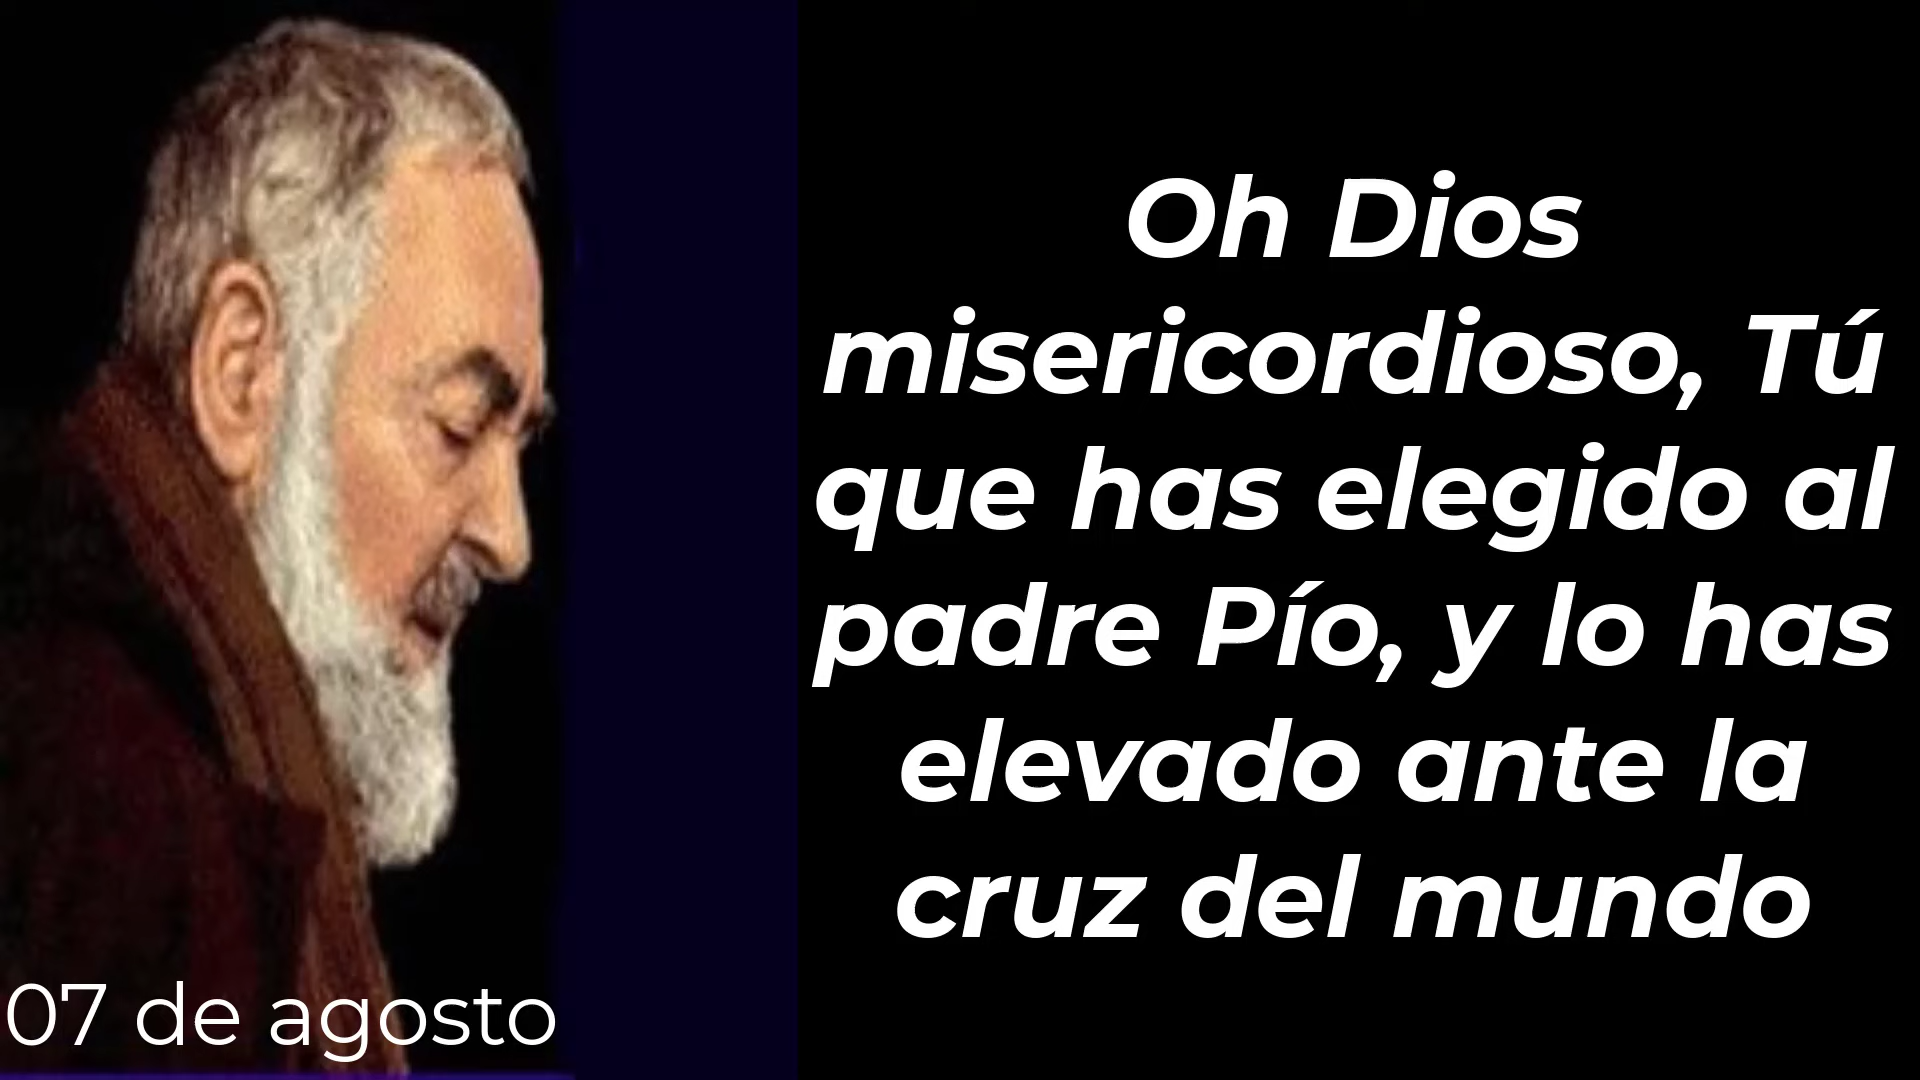 Oh Dios
misericordioso, Tú
que has elegido al
padre Pío, y lo has
elevado ante la
cruz del mundo
07 de agosto